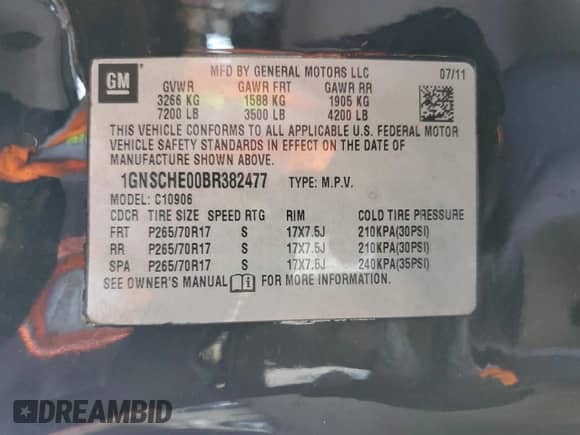 GM
MFD BY GENERAL MOTORS LLC 07/11
GVWR GAWR FRT GAWR RR
3266 KG 1588 KG 1905 KG
7200 LB 3500 LB 4200 LB
THIS VEHICLE CONFORMS TO ALL APPLICABLE U.S. FEDERAL MOTOR
VEHICLE SAFETY STANDARDS IN EFFECT ON THE DATE OF
MANUFACTURE SHOWN ABOVE.
1GNSCHE00BR382477 TYPE: M.P.V.
MODEL: C10906
CDCR TIRE SIZE SPEED RTG RIM COLD TIRE PRESSURE
FRT P265/70R17 S 17X7.5J 210KPA(30PSI)
RR P265/70R17 S 17X7.5J 210KPA(30PSI)
SPA P265/70R17 S 17X7.5J 240KPA(35PSI)
SEE OWNER'S MANUAL FOR MORE INFORMATION.
DREAMBID